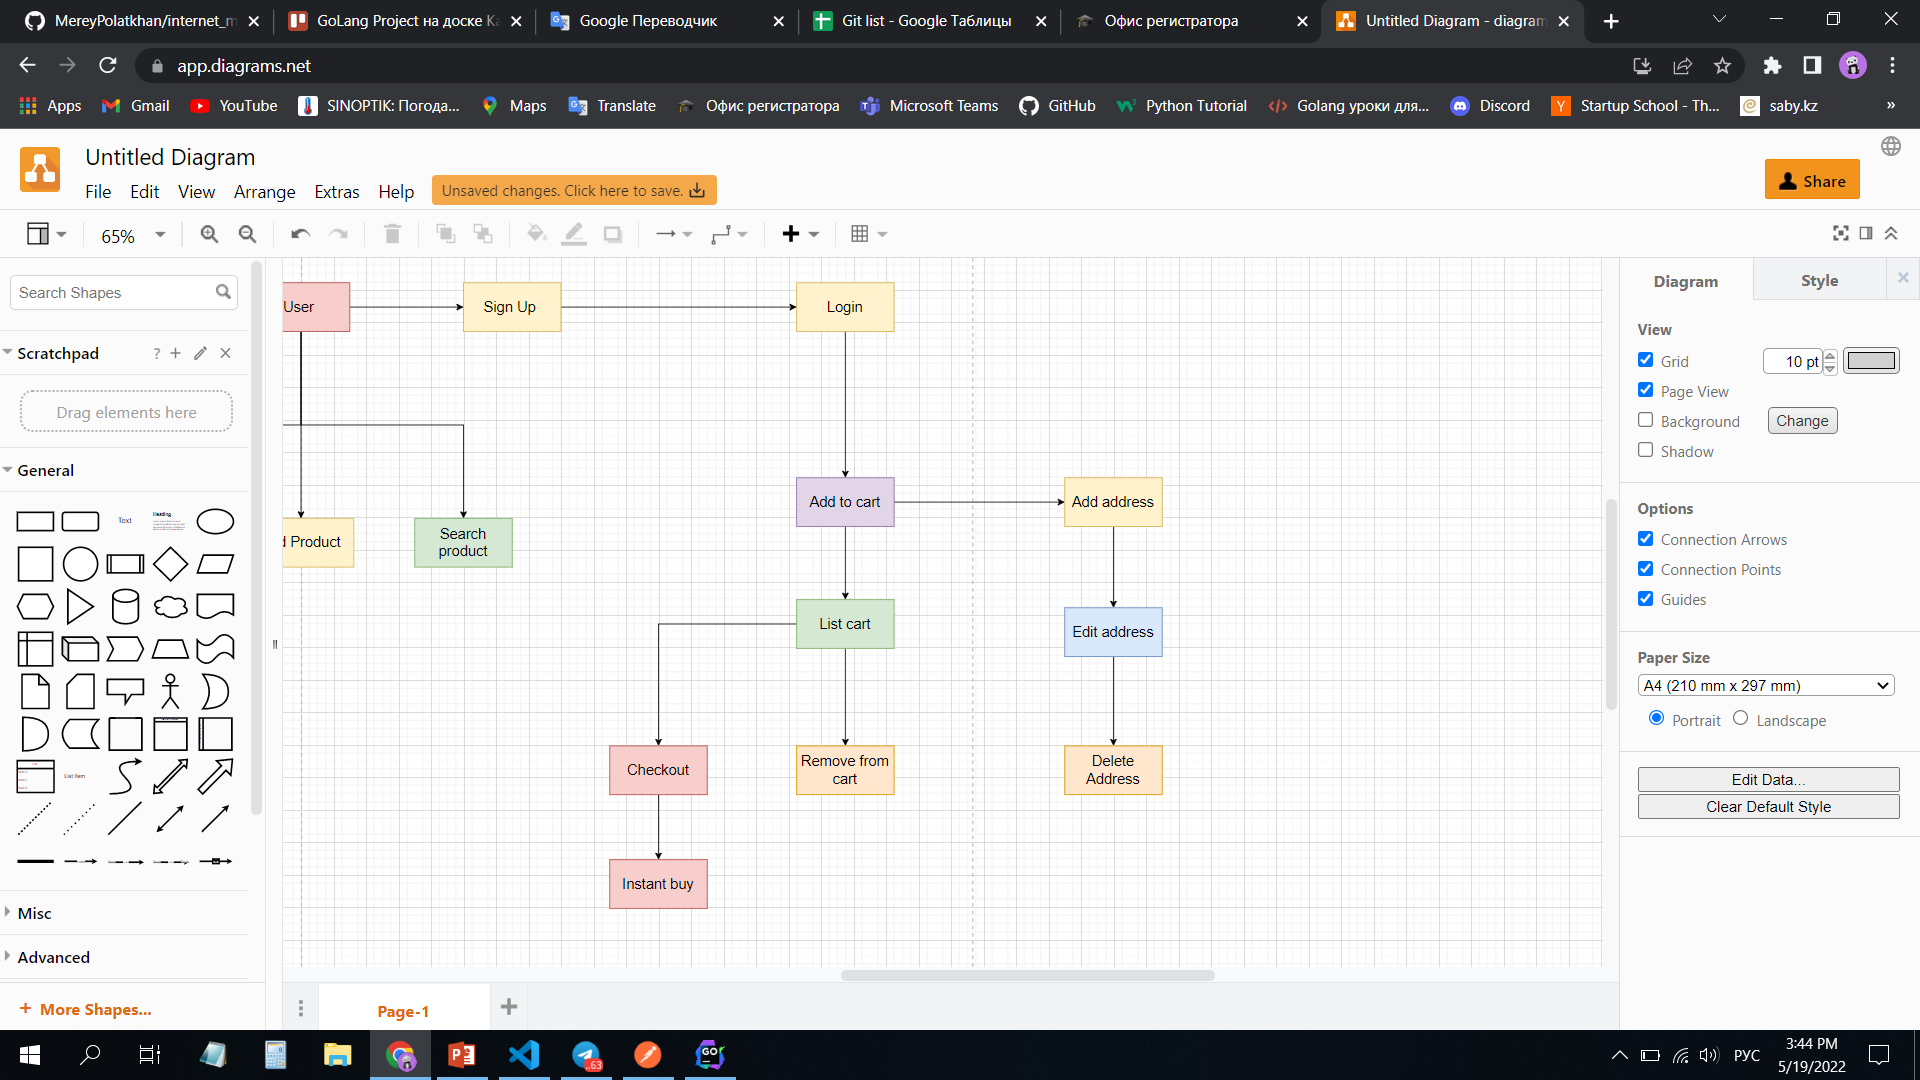 MereyPolatkhan/internet_m
GoLang Project на доске Ka
Google Переводчик
Git list - Google Таблицы
Офис регистратора
Untitled Diagram - diagram
app.diagrams.net
Apps
Gmail
YouTube
SINOPTIK: Погода...
Maps
Translate
Офис регистратора
Microsoft Teams
GitHub
Python Tutorial
Golang уроки для...
Discord
Startup School - Th...
saby.kz
Untitled Diagram
File Edit View Arrange Extras Help
Unsaved changes. Click here to save.
Share
65%
Search Shapes
Scratchpad
Drag elements here
General
Text
Heading
List Item
Misc
Advanced
+ More Shapes...
User
Sign Up
Login
d Product
Search
product
Add to cart
Add address
List cart
Edit address
Checkout
Remove from
cart
Delete
Address
Instant buy
Page-1
Diagram
Style
View
Grid
10 pt
Page View
Background
Change
Shadow
Options
Connection Arrows
Connection Points
Guides
Paper Size
A4 (210 mm x 297 mm)
Portrait
Landscape
Edit Data...
Clear Default Style
..63
GO
РУС
3:44 PM
5/19/2022